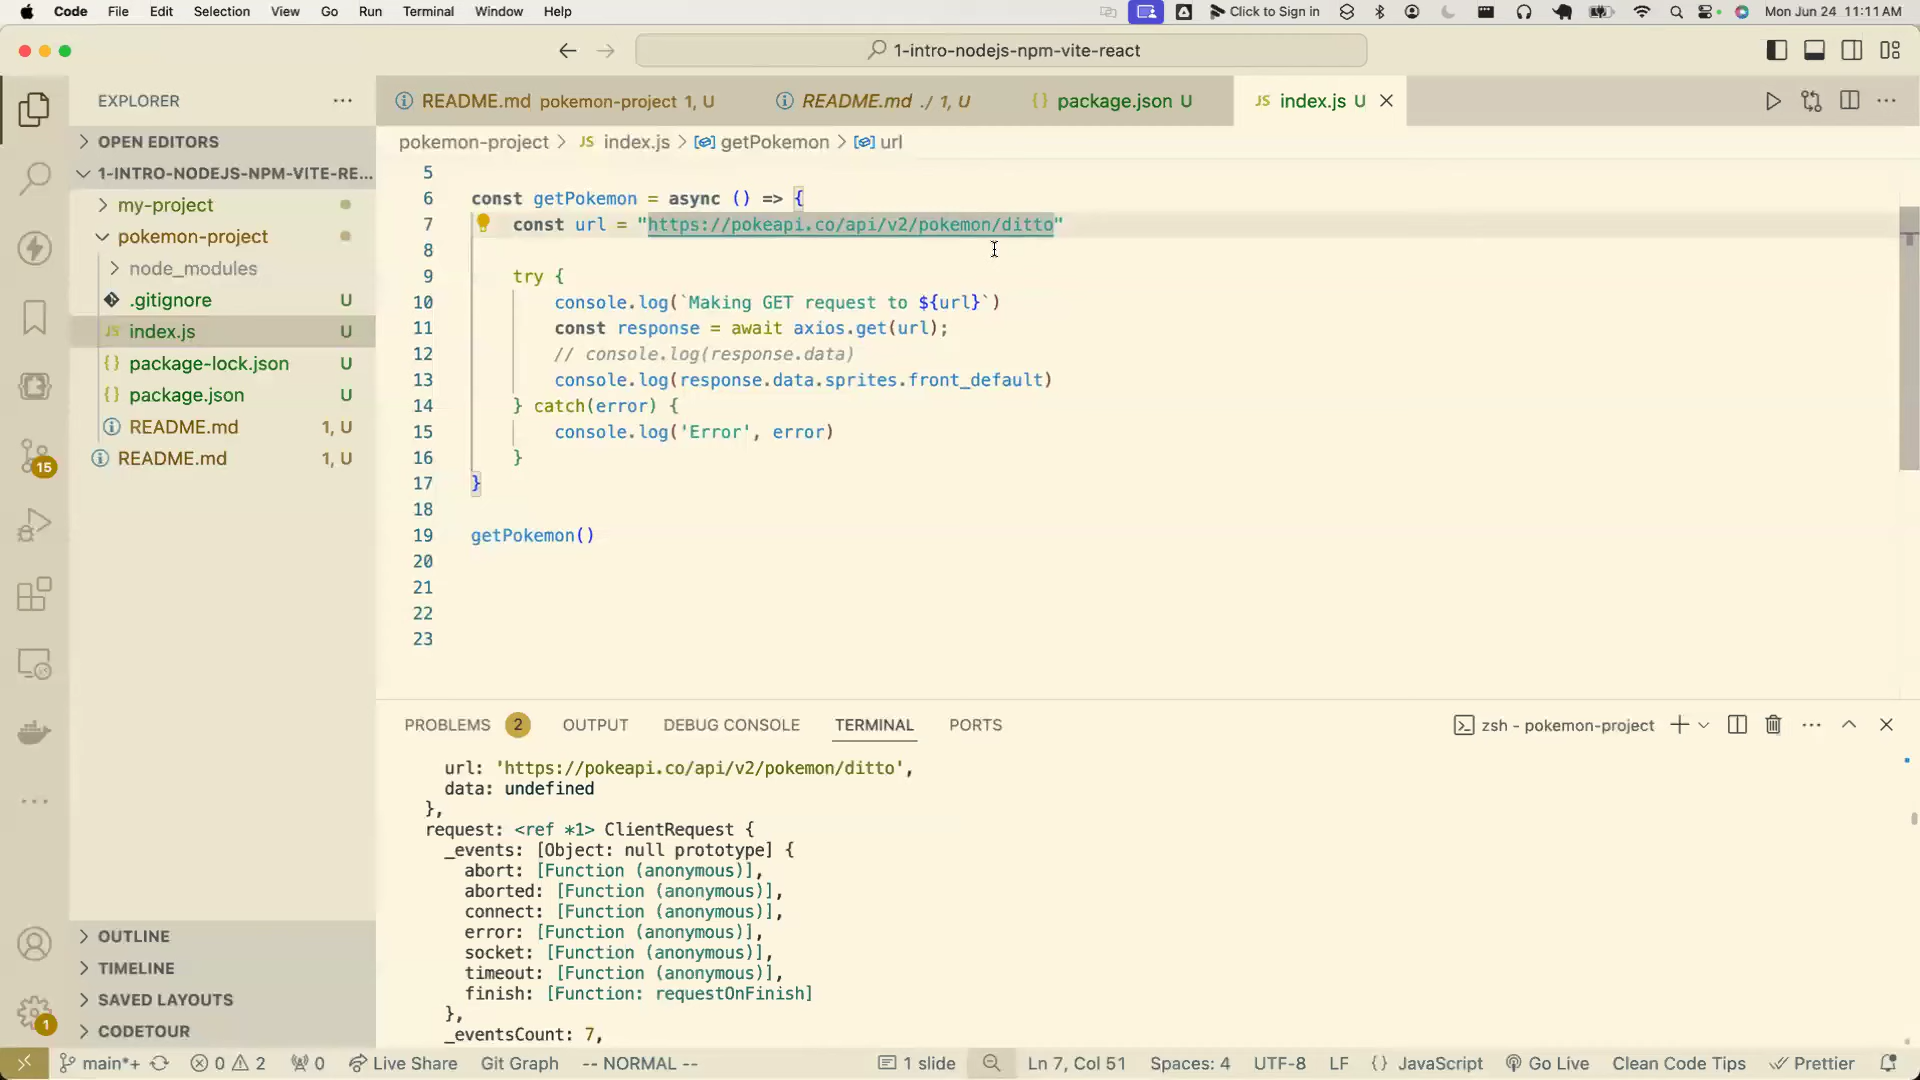 Code File Edit Selection View Go Run Terminal Window Help Click to Sign in Mon Jun 24 11:11 AM
1-intro-nodejs-npm-vite-react
EXPLORER
OPEN EDITORS
1-INTRO-NODEJS-NPM-VITE-RE...
my-project
pokemon-project
node_modules
.gitignore U
JS index.js U
{} package-lock.json U
{} package.json U
README.md 1, U
README.md 1, U
15
1
OUTLINE
TIMELINE
SAVED LAYOUTS
CODETOUR
README.md pokemon-project 1, U README.md ./ 1, U {} package.json U JS index.js U
pokemon-project > JS index.js > getPokemon > url
5
6 const getPokemon = async () => {
7 const url = "https://pokeapi.co/api/v2/pokemon/ditto"
8
9 try {
10 console.log(`Making GET request to ${url}`)
11 const response = await axios.get(url);
12 // console.log(response.data)
13 console.log(response.data.sprites.front_default)
14 } catch(error) {
15 console.log('Error', error)
16 }
17 }
18
19 getPokemon()
20
21
22
23
PROBLEMS 2 OUTPUT DEBUG CONSOLE TERMINAL PORTS zsh - pokemon-project
url: 'https://pokeapi.co/api/v2/pokemon/ditto',
data: undefined
},
request: <ref *1> ClientRequest {
_events: [Object: null prototype] {
abort: [Function (anonymous)],
aborted: [Function (anonymous)],
connect: [Function (anonymous)],
error: [Function (anonymous)],
socket: [Function (anonymous)],
timeout: [Function (anonymous)],
finish: [Function: requestOnFinish]
},
_eventsCount: 7,
main*+ 0 2 0 Live Share Git Graph -- NORMAL -- 1 slide Ln 7, Col 51 Spaces: 4 UTF-8 LF {} JavaScript Go Live Clean Code Tips Prettier